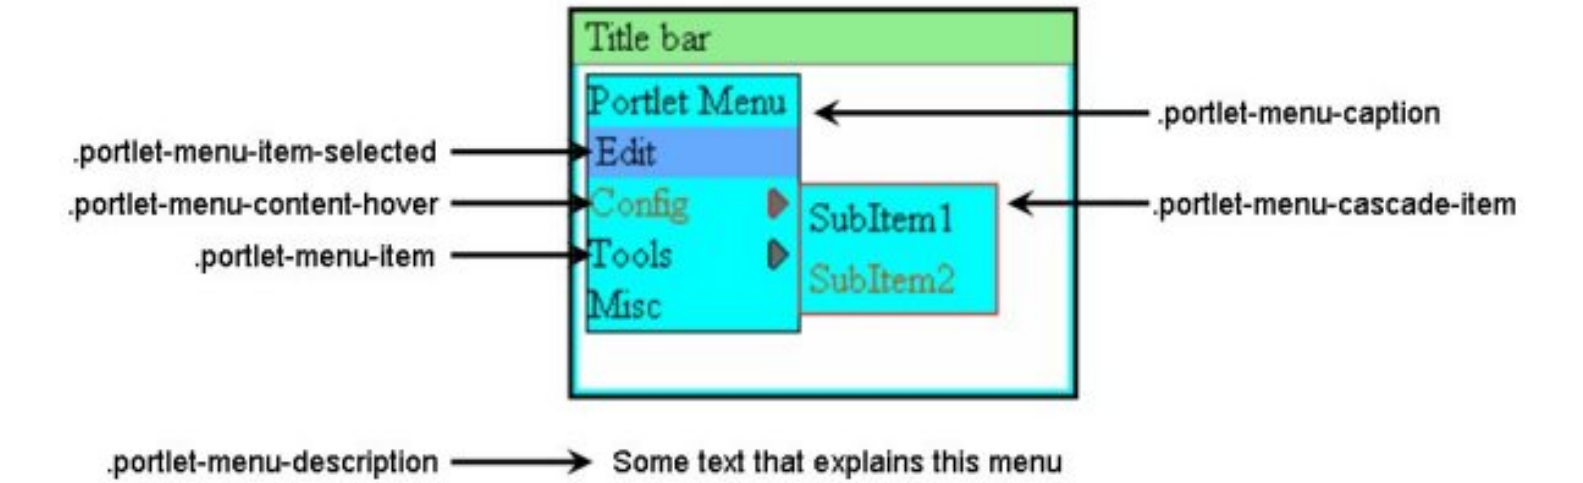 Title bar
Portlet Menu
.portlet-menu-caption
.portlet-menu-item-selected
Edit
.portlet-menu-content-hover
Config
SubItem1
.portlet-menu-cascade-item
.portlet-menu-item
Tools
SubItem2
Misc
.portlet-menu-description
Some text that explains this menu